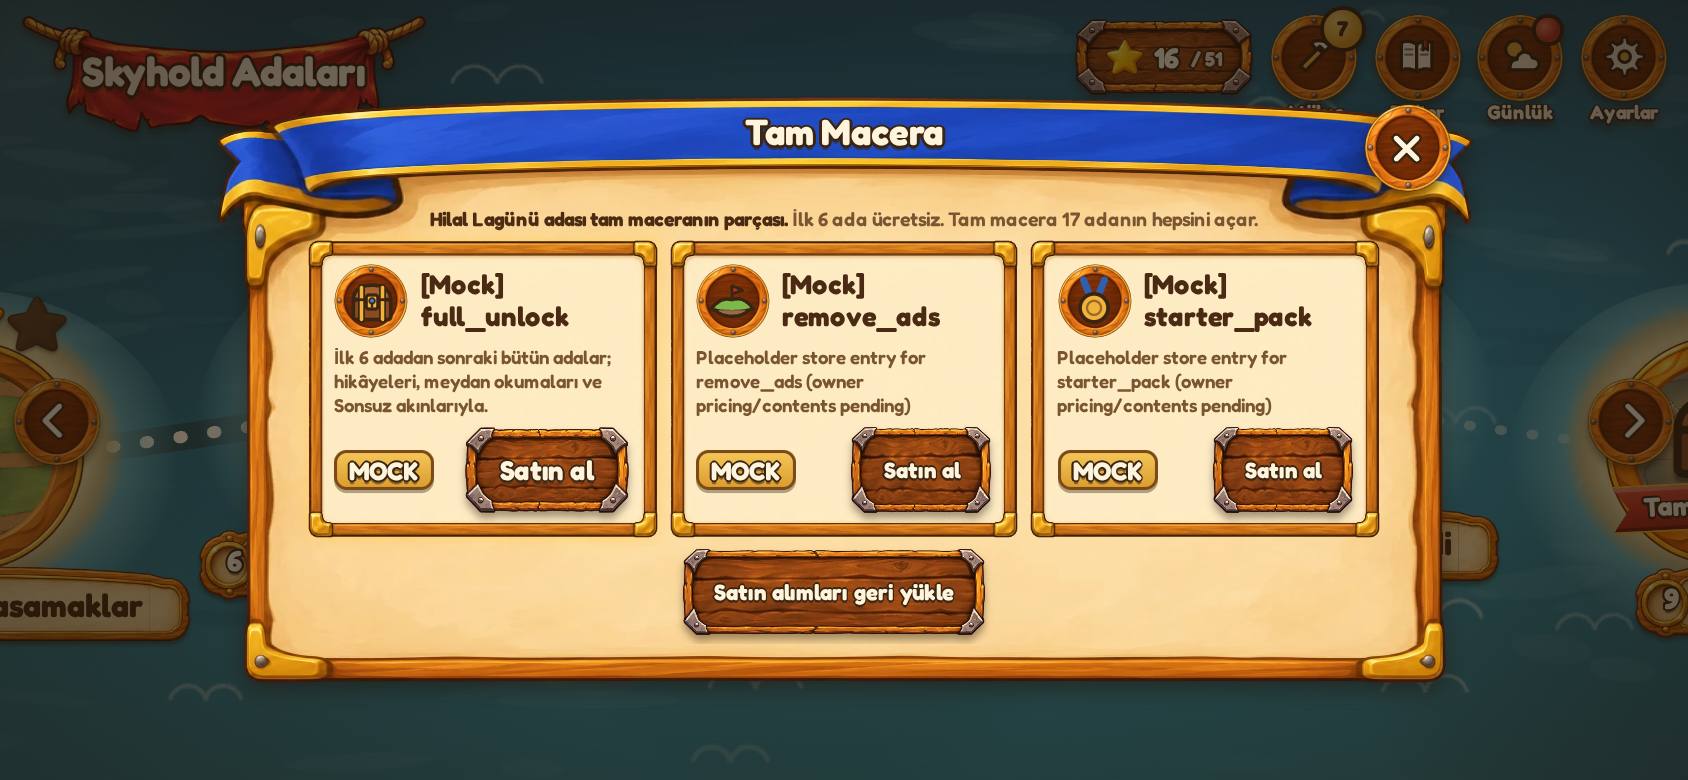 Skyhold Adaları
16 /51
7
Günlük
Ayarlar
Tam Macera
Hilal Lagünü adası tam maceranın parçası. İlk 6 ada ücretsiz. Tam macera 17 adanın hepsini açar.
[Mock]
full_unlock
İlk 6 adadan sonraki bütün adalar;
hikâyeleri, meydan okumaları ve
Sonsuz akınlarıyla.
MOCK
Satın al
[Mock]
remove_ads
Placeholder store entry for
remove_ads (owner
pricing/contents pending)
MOCK
Satın al
[Mock]
starter_pack
Placeholder store entry for
starter_pack (owner
pricing/contents pending)
MOCK
Satın al
Satın alımları geri yükle
6
asamaklar
Tam
9